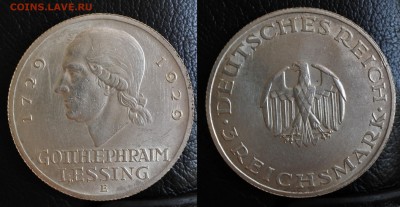 COINS.LAVE.RU
1729 1929
GOTTH·EPHRAIM
LESSING
E
DEUTSCHES REICH
3 REICHSMARK